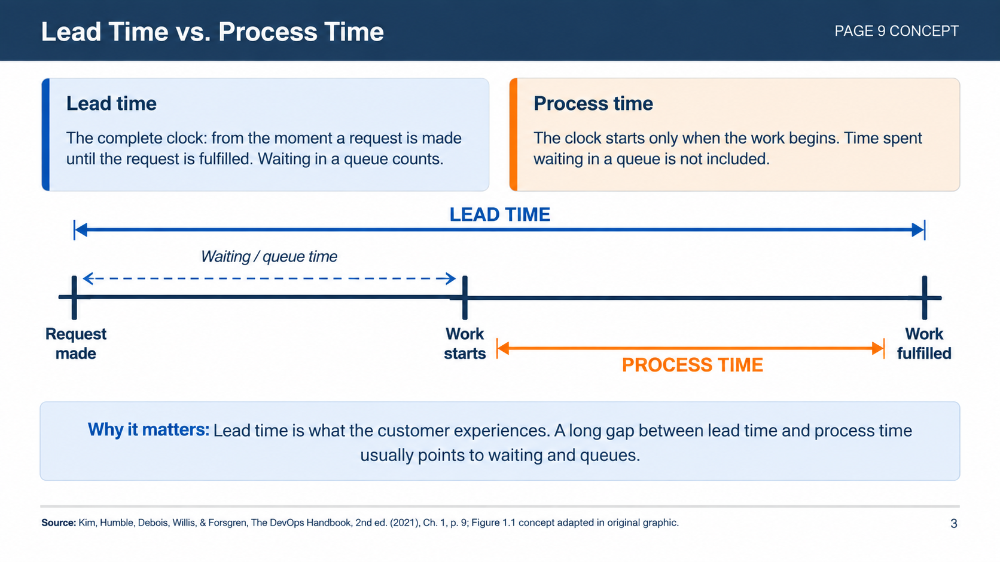 Lead Time vs. Process Time
PAGE 9 CONCEPT
Lead time
The complete clock: from the moment a request is made
until the request is fulfilled. Waiting in a queue counts.
Process time
The clock starts only when the work begins. Time spent
waiting in a queue is not included.
LEAD TIME
Waiting / queue time
Request
made
Work
starts
Work
fulfilled
PROCESS TIME
Why it matters: Lead time is what the customer experiences. A long gap between lead time and process time
usually points to waiting and queues.
Source: Kim, Humble, Debois, Willis, & Forsgren, The DevOps Handbook, 2nd ed. (2021), Ch. 1, p. 9; Figure 1.1 concept adapted in original graphic.
3